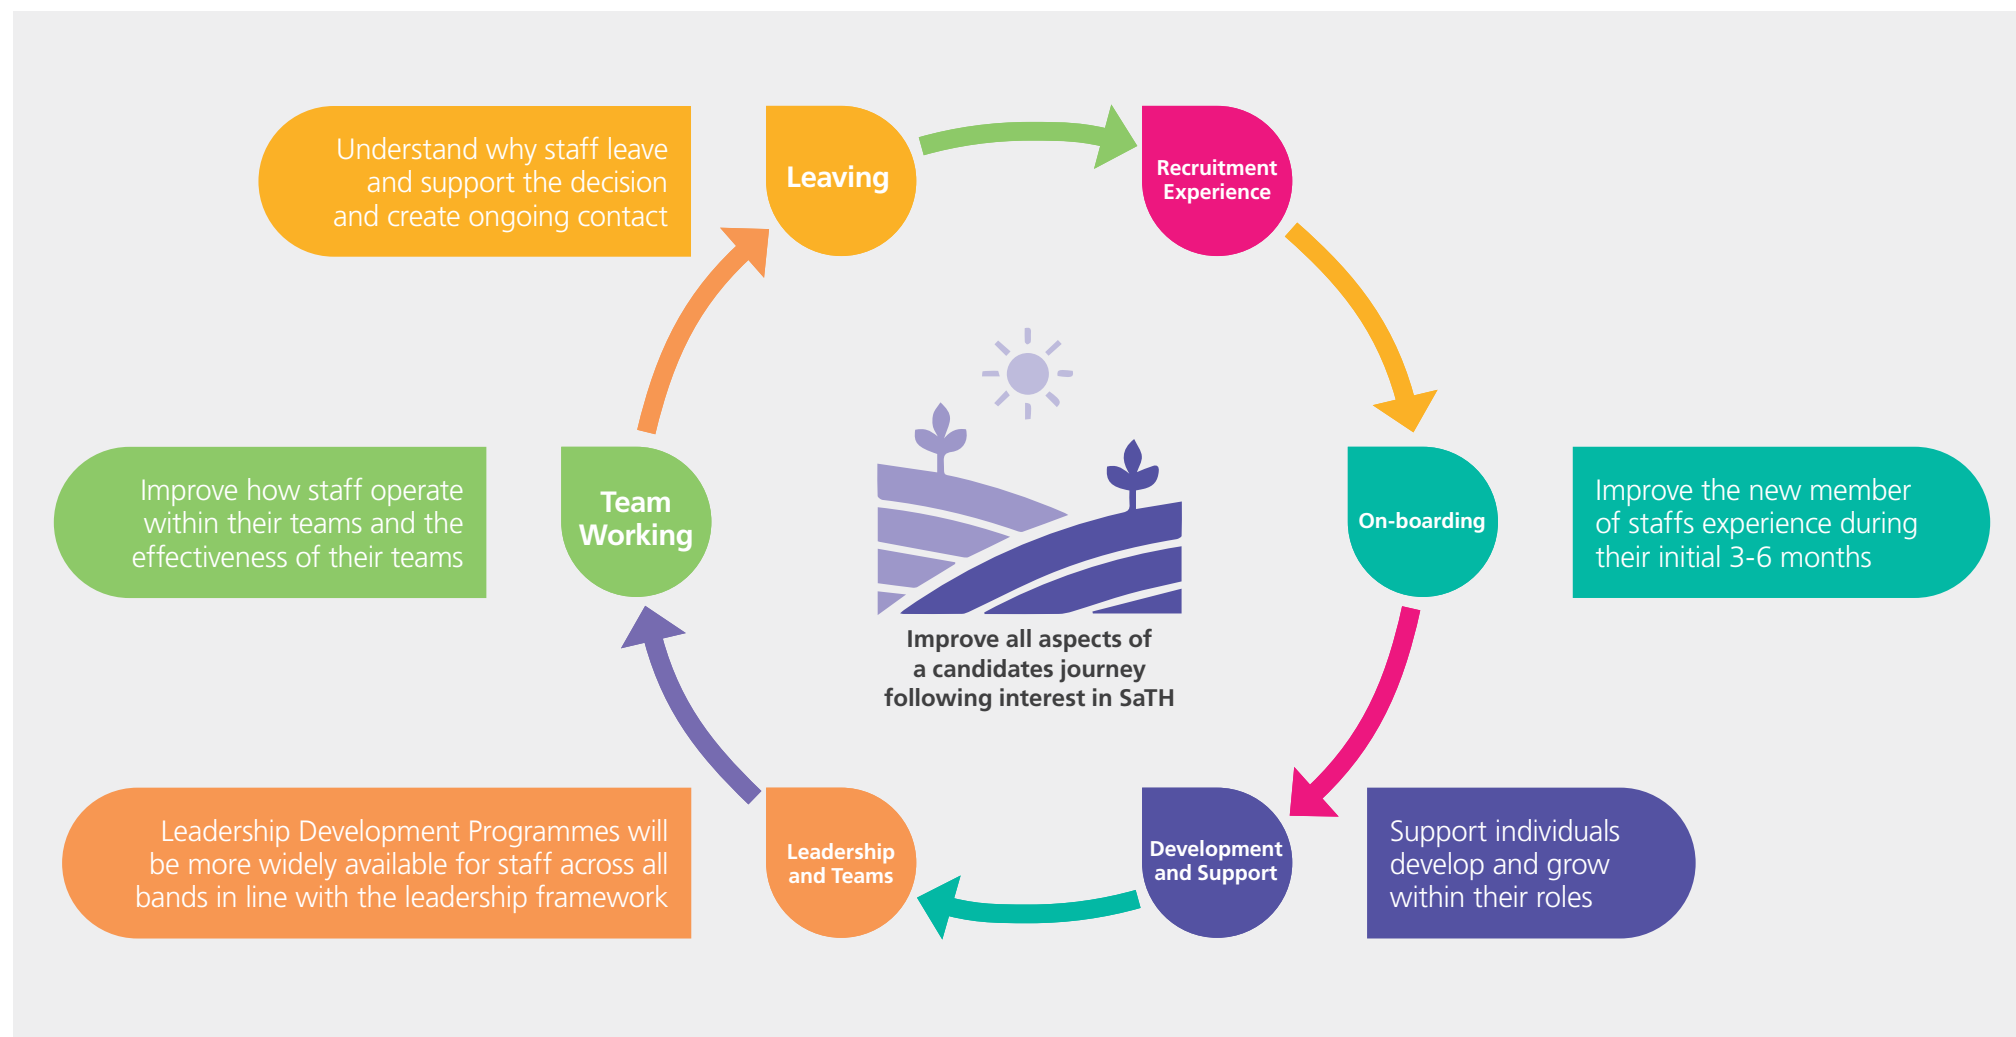 Understand why staff leave
and support the decision
and create ongoing contact
Leaving
Recruitment
Experience
Improve how staff operate
within their teams and the
effectiveness of their teams
Team
Working
On-boarding
Improve the new member
of staffs experience during
their initial 3-6 months
Improve all aspects of
a candidates journey
following interest in SaTH
Leadership Development Programmes will
be more widely available for staff across all
bands in line with the leadership framework
Leadership
and Teams
Development
and Support
Support individuals
develop and grow
within their roles